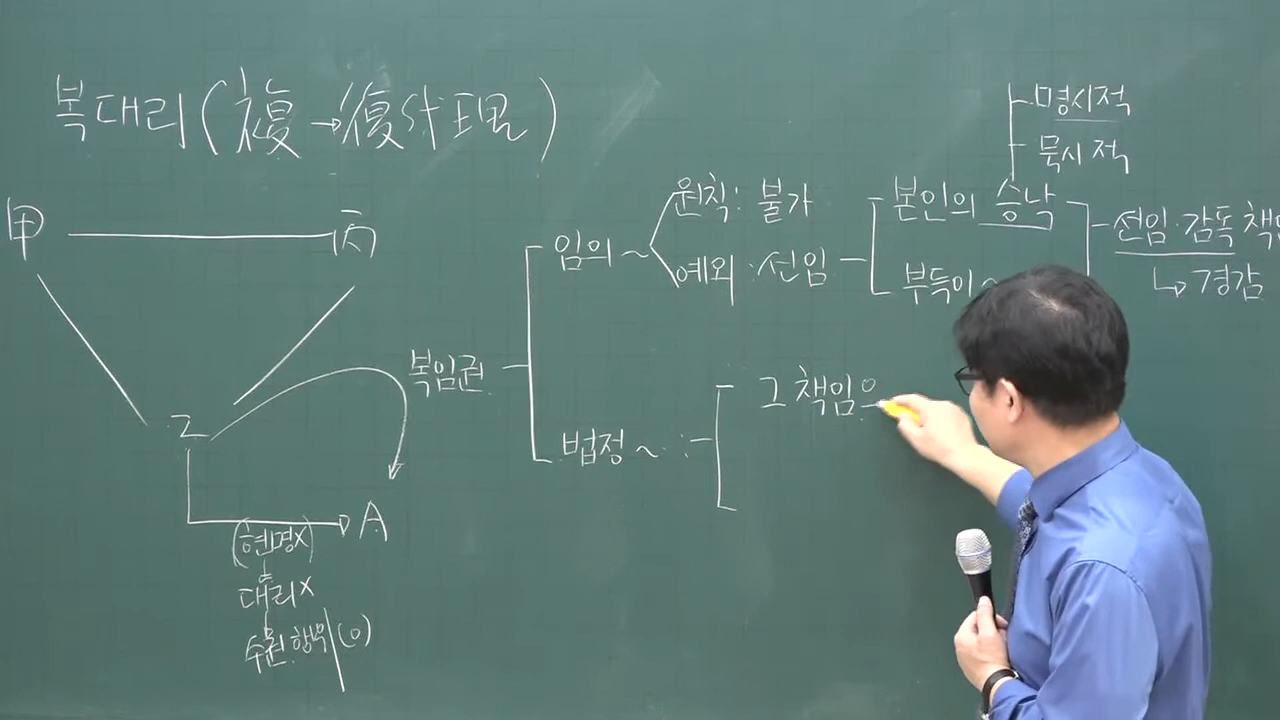 복대리(複→復代理)
명시적
묵시적
甲
丙
乙
A
(현명x)
대리x
수권행위(o)
복임권
임의~
원칙: 불가
예외: 선임
본인의 승낙
부득이~
선임·감독 책임
↳ 경감
법정~:
그 책임으